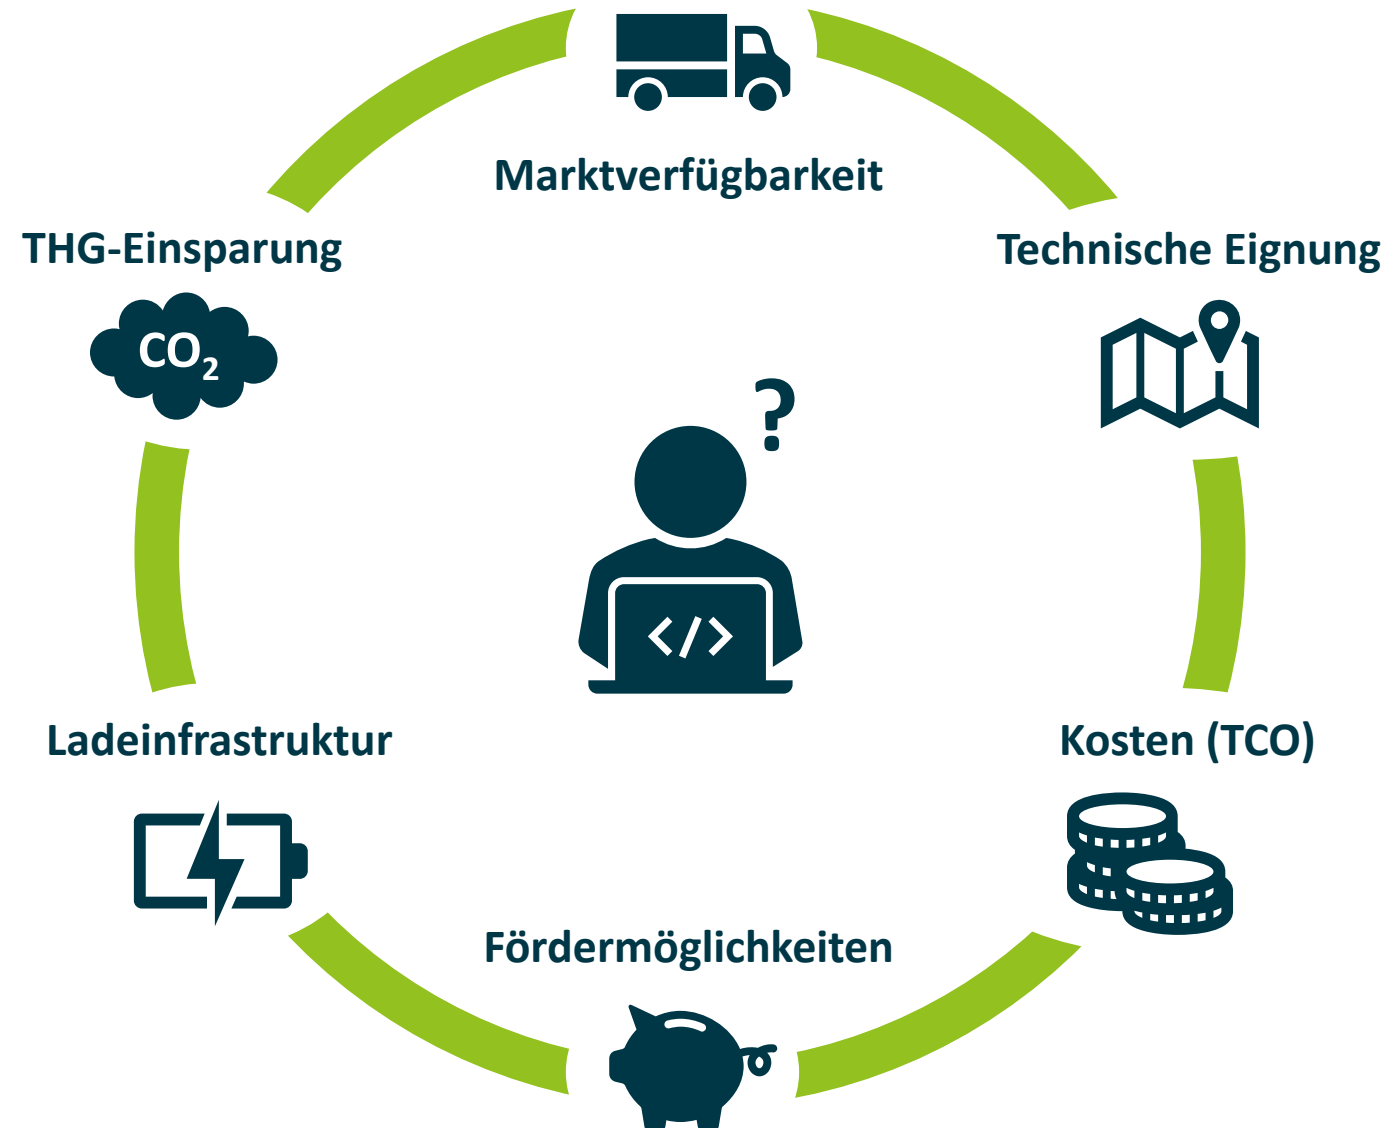 Marktverfügbarkeit
THG-Einsparung
Technische Eignung
CO₂
?
</>
Ladeinfrastruktur
Kosten (TCO)
Fördermöglichkeiten